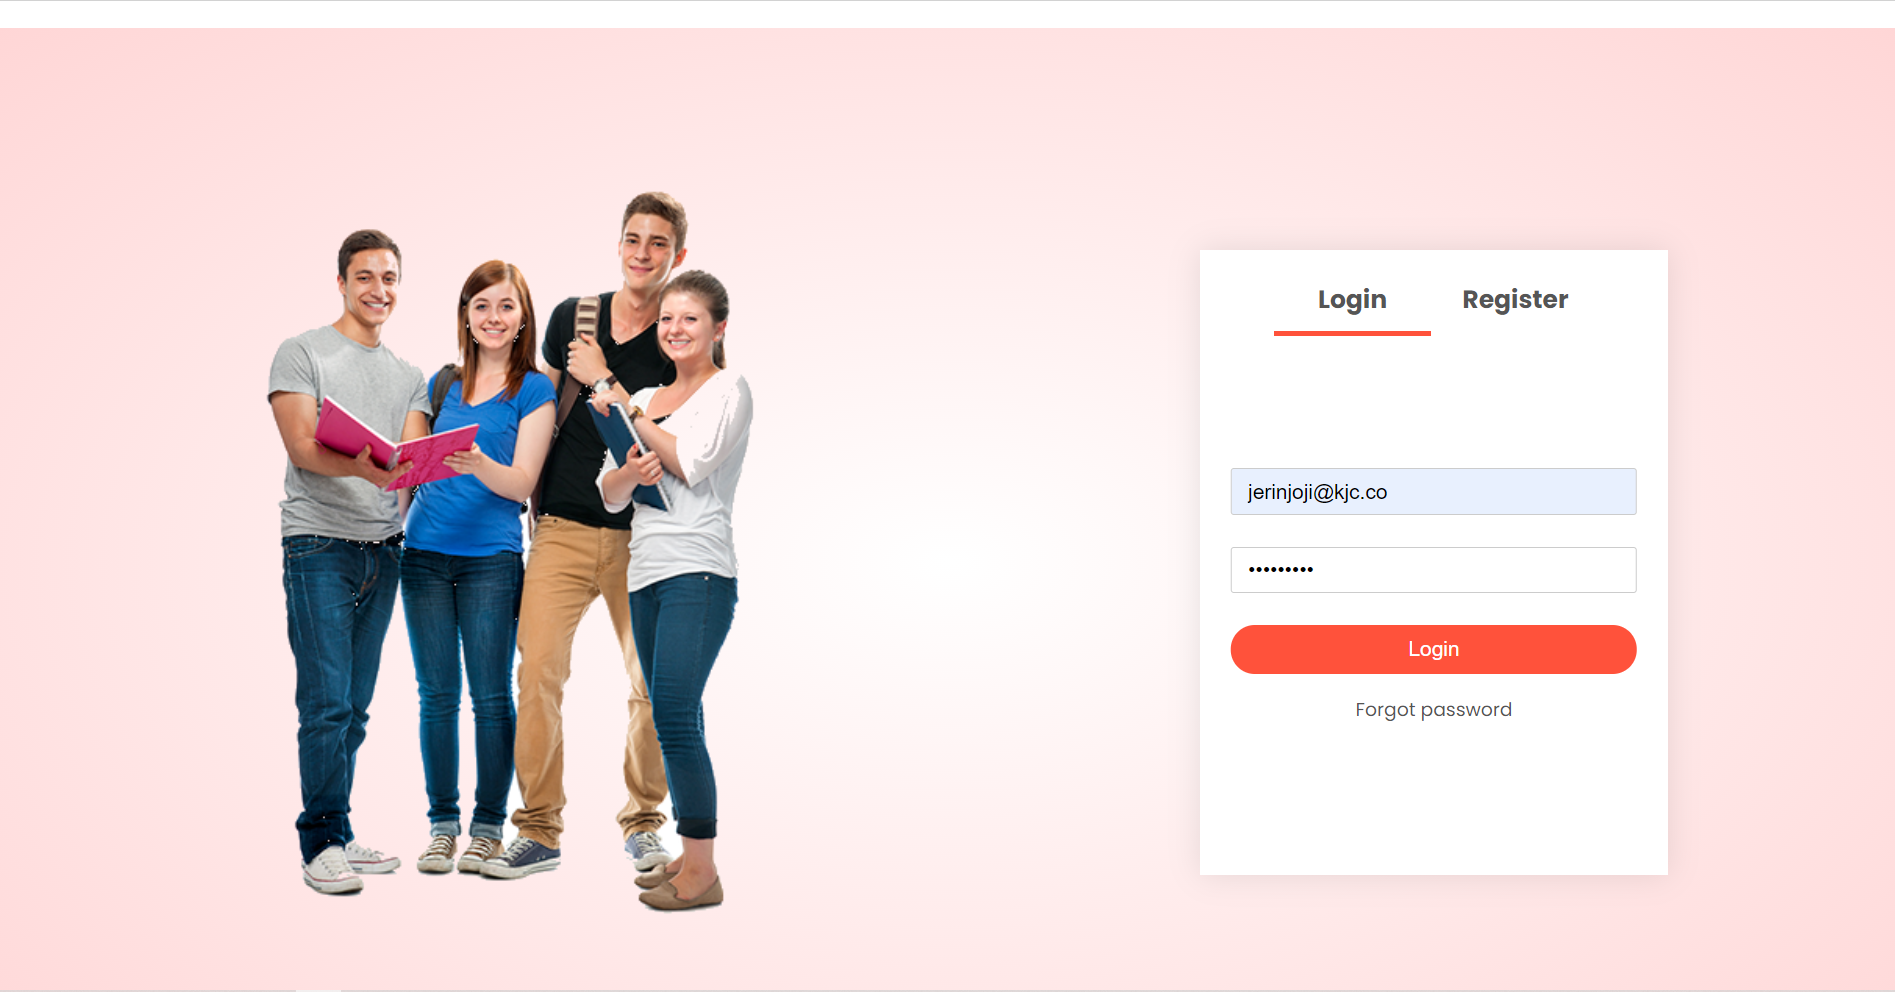 Login Register
jerinjoji@kjc.co
•••••••••
Login
Forgot password